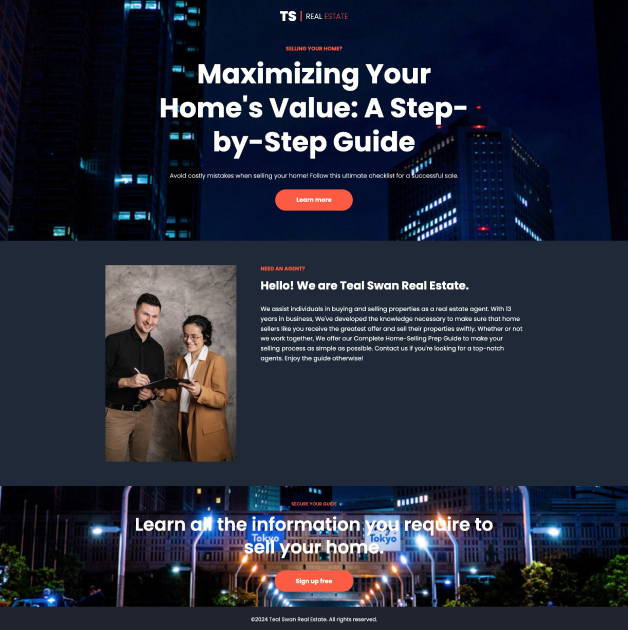 TS | REAL ESTATE
SELLING YOUR HOME?
Maximizing Your
Home's Value: A Step-
by-Step Guide
Avoid costly mistakes when selling your home! Follow this ultimate checklist for a successful sale.
Learn more
NEED AN AGENT?
Hello! We are Teal Swan Real Estate.
We assist individuals in buying and selling properties as a real estate agent. With 13
years in business, We've developed the knowledge necessary to make sure that home
sellers like you receive the greatest offer and sell their properties swiftly. Whether or not
we work together, We offer our Complete Home-Selling Prep Guide to make your
selling process as simple as possible. Contact us if you're looking for a top-notch
agents. Enjoy the guide otherwise!
SECURE YOUR GUIDE
Learn all the information you require to
sell your home.
Tokyo
Tokyo
Sign up free
©2024 Teal Swan Real Estate. All rights reserved.